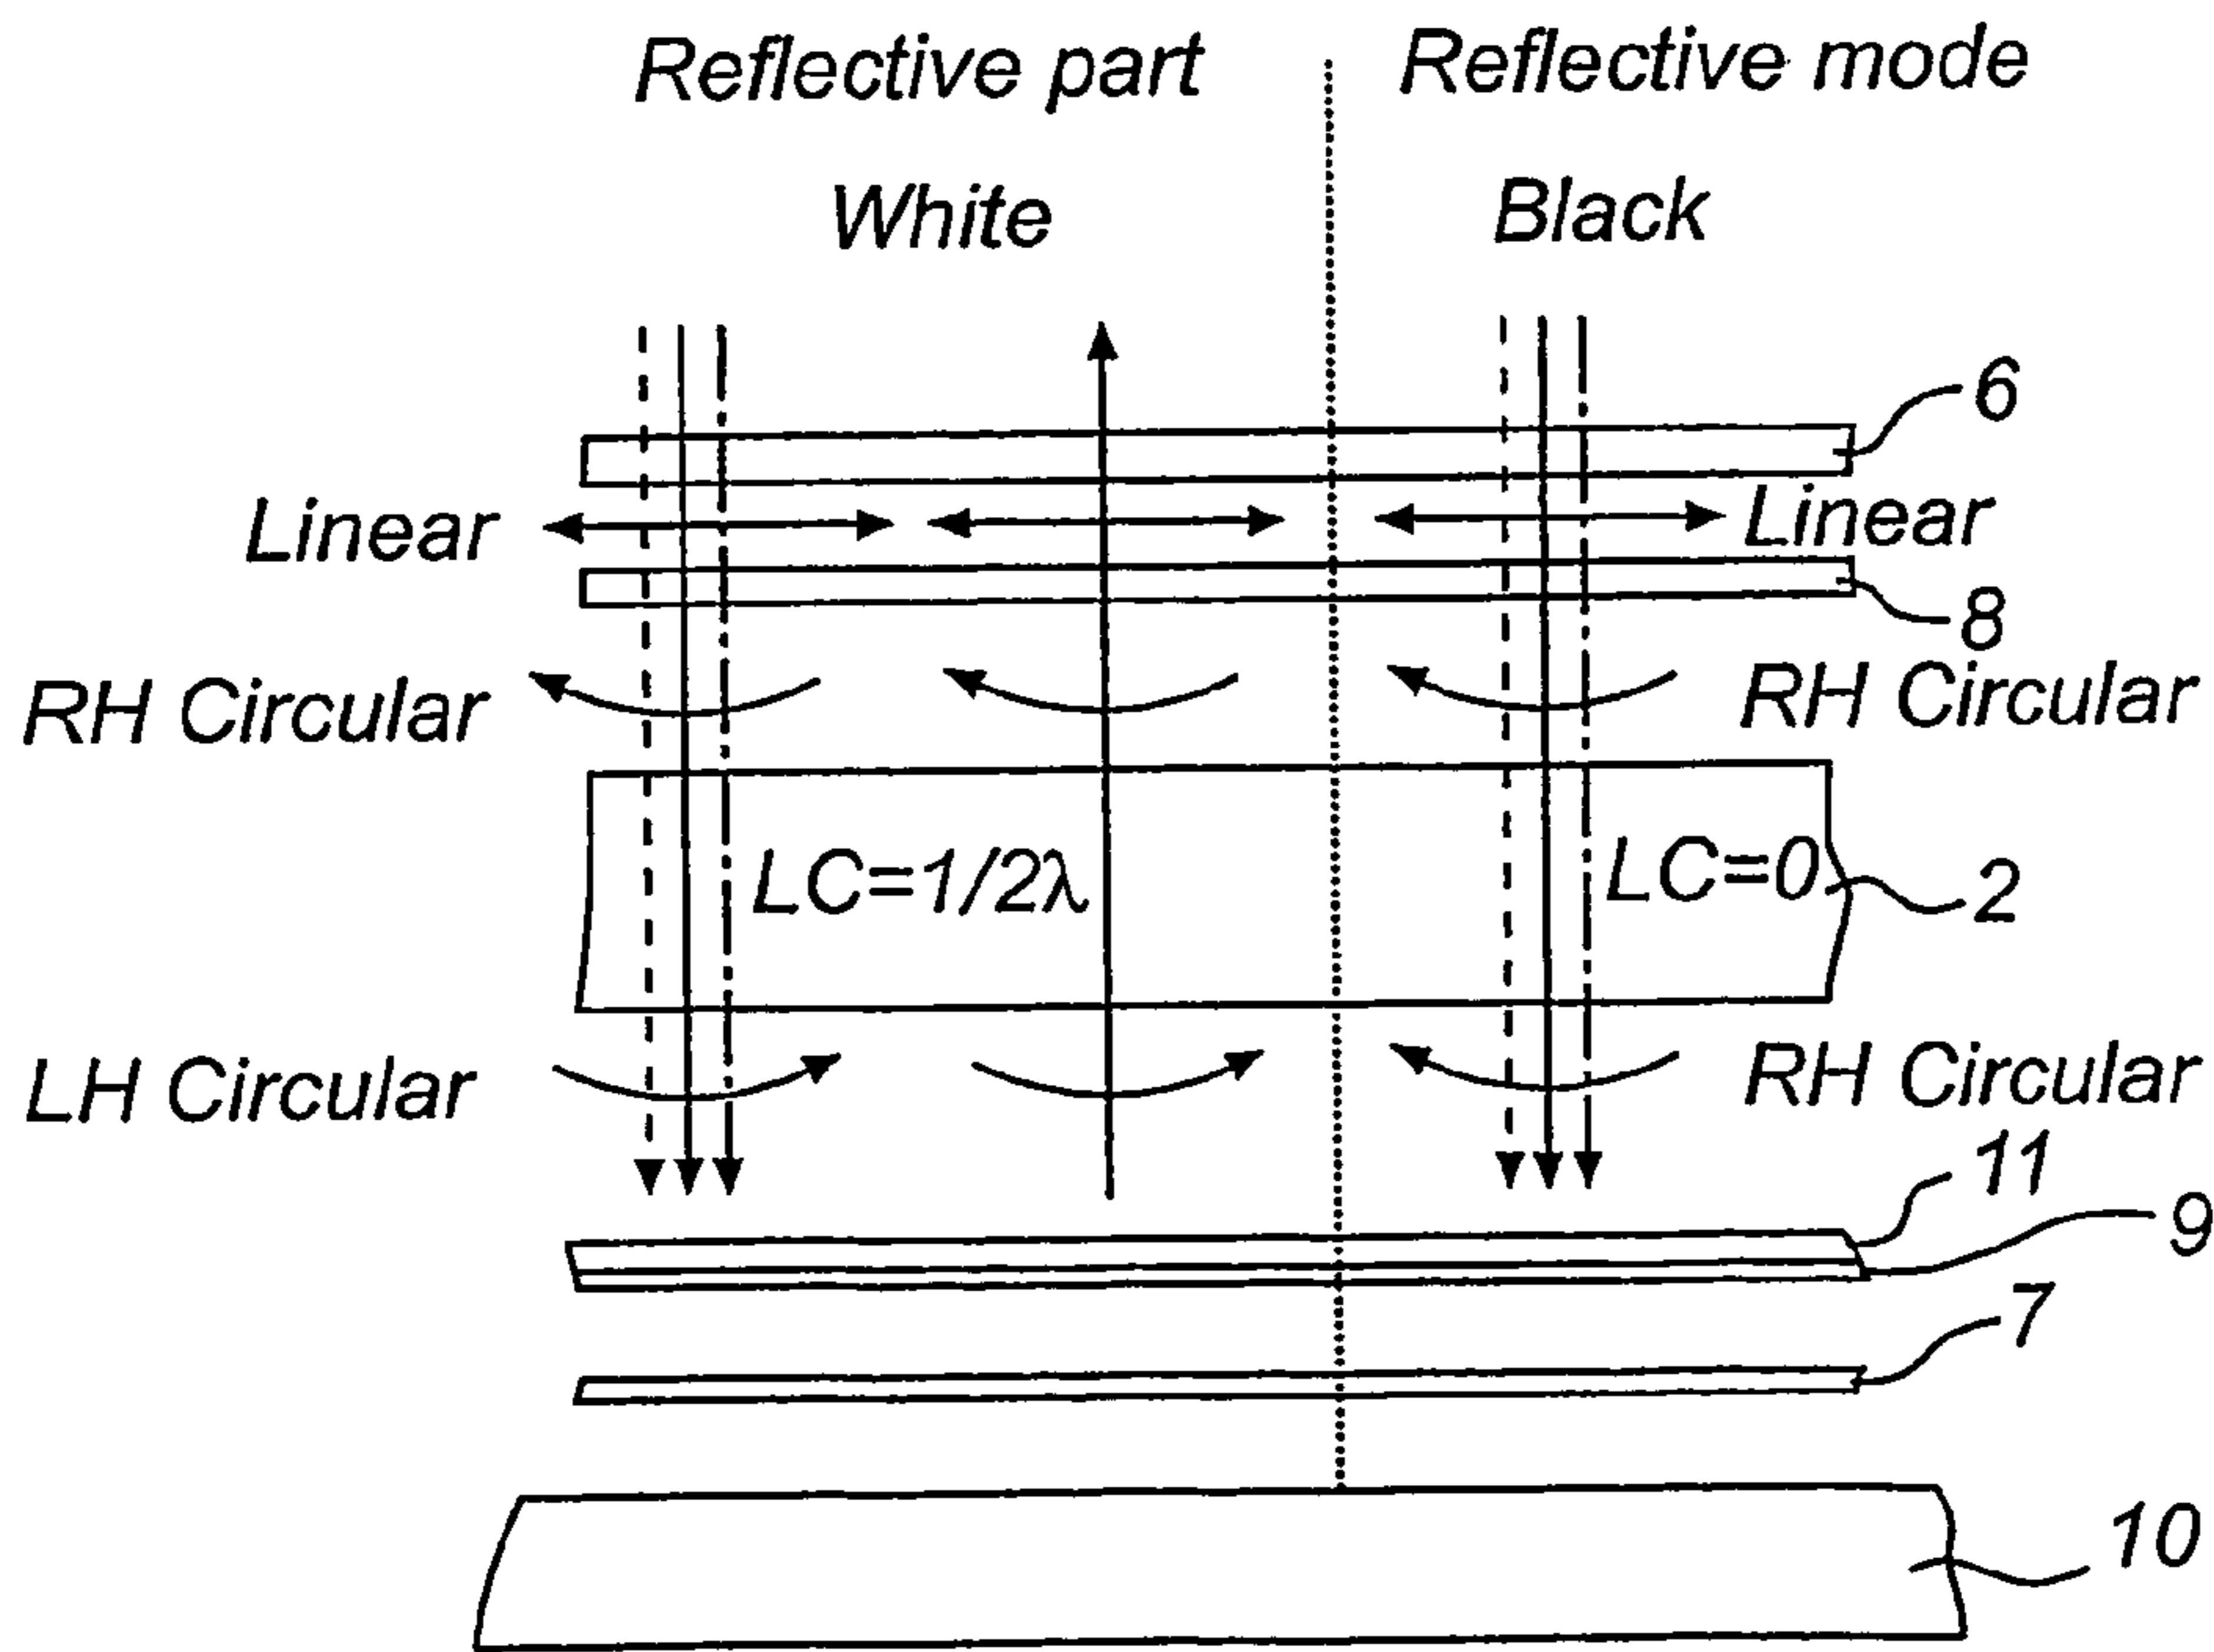 Reflective part
Reflective mode
White
Black
6
Linear
Linear
8
RH Circular
RH Circular
LC=1/2λ
LC=0
2
LH Circular
RH Circular
11
9
7
10